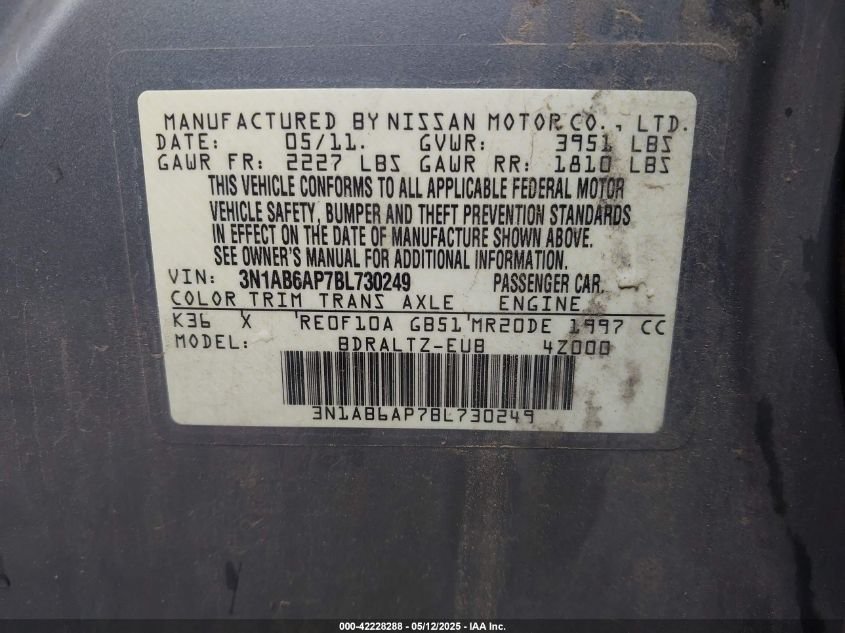 MANUFACTURED BY NISSAN MOTOR CO., LTD.
DATE: 05/11. GVWR: 3951 LBS
GAWR FR: 2227 LBS GAWR RR: 1810 LBS
THIS VEHICLE CONFORMS TO ALL APPLICABLE FEDERAL MOTOR
VEHICLE SAFETY, BUMPER AND THEFT PREVENTION STANDARDS
IN EFFECT ON THE DATE OF MANUFACTURE SHOWN ABOVE.
SEE OWNER'S MANUAL FOR ADDITIONAL INFORMATION.
VIN: 3N1AB6AP7BL730249 PASSENGER CAR.
COLOR TRIM TRANS AXLE ENGINE
K36 X 'RE0F10A GB51'MR20DE 1997 CC
MODEL: BDRALTZ-EUB 4Z000
3N1AB6AP7BL730249
000-42228288 - 05/12/2025 - IAA Inc.